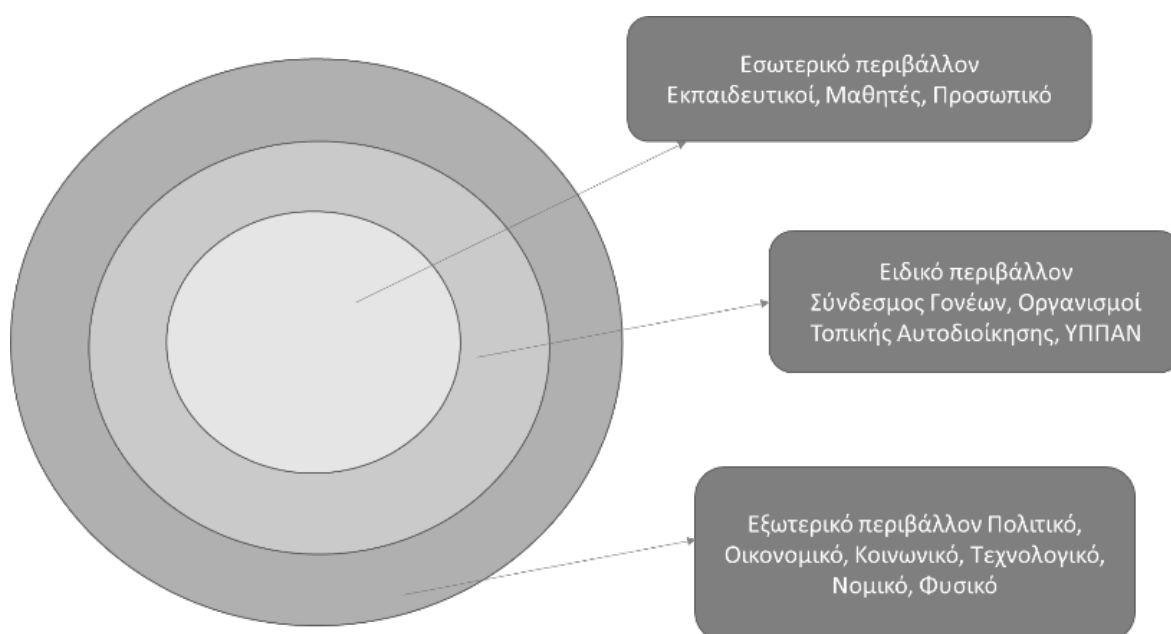 Εσωτερικό περιβάλλον
Εκπαιδευτικοί, Μαθητές, Προσωπικό
Ειδικό περιβάλλον
Σύνδεσμος Γονέων, Οργανισμοί
Τοπικής Αυτοδιοίκησης, ΥΠΠΑΝ
Εξωτερικό περιβάλλον Πολιτικό,
Οικονομικό, Κοινωνικό, Τεχνολογικό,
Νομικό, Φυσικό